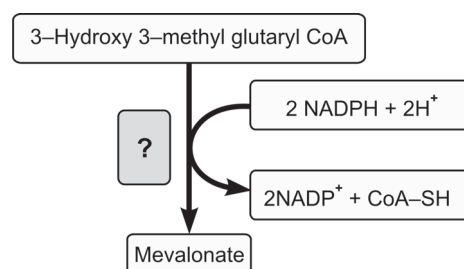 3–Hydroxy 3–methyl glutaryl CoA
2 NADPH + 2H⁺
?
2NADP⁺ + CoA–SH
Mevalonate